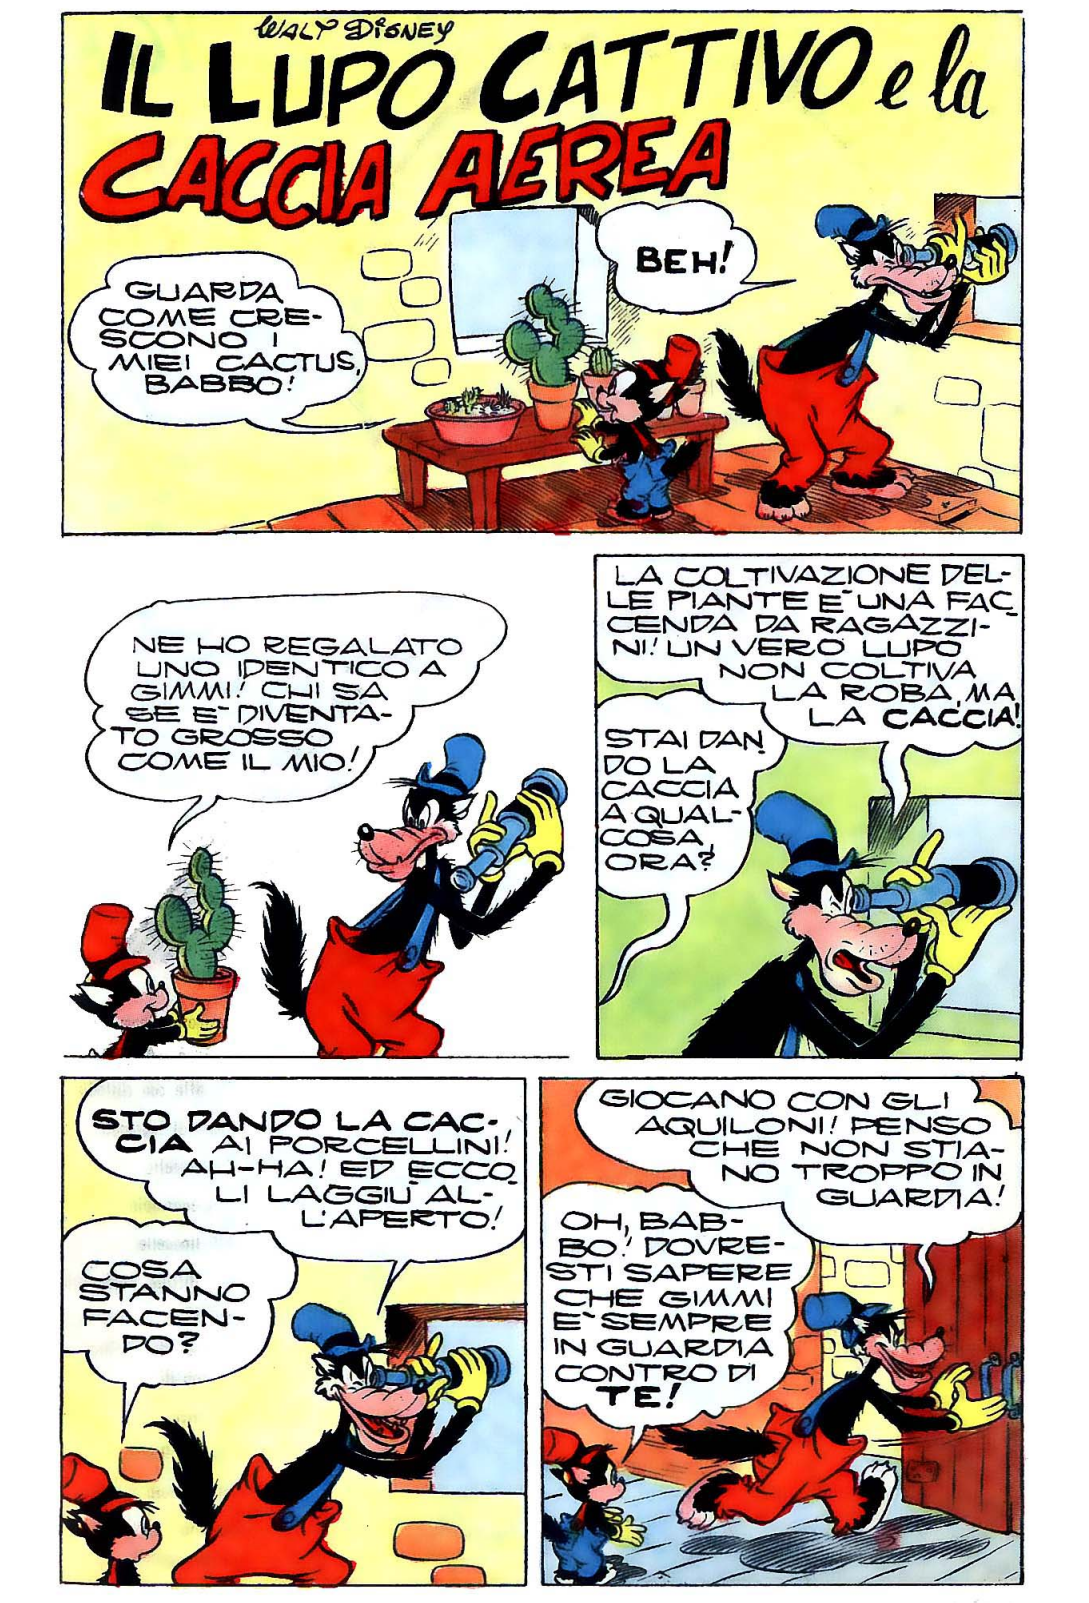 WALT DISNEY
IL LUPO CATTIVO e la
CACCIA AEREA
GUARDA
COME CRE-
SCONO I
MIEI CACTUS,
BABBO!
BEH!
NE HO REGALATO
UNO IDENTICO A
GIMMI! CHI SA
SE E' DIVENTA-
TO GROSSO
COME IL MIO!
LA COLTIVAZIONE DEL-
LE PIANTE E' UNA FAC_
CENDA DA RAGAZZI-
NI! UN VERO LUPO
NON COLTIVA
LA ROBA, MA
LA CACCIA!
STAI DAN_
DO LA
CACCIA
A QUAL-
COSA,
ORA?
STO DANDO LA CAC-
CIA AI PORCELLINI!
AH-HA! ED ECCO_
LI LAGGIU' AL-
L'APERTO!
COSA
STANNO
FACEN-
DO?
GIOCANO CON GLI
AQUILONI! PENSO
CHE NON STIA-
NO TROPPO IN
GUARDIA!
OH, BAB-
BO! DOVRE-
STI SAPERE
CHE GIMMI
E' SEMPRE
IN GUARDIA
CONTRO DI
TE!